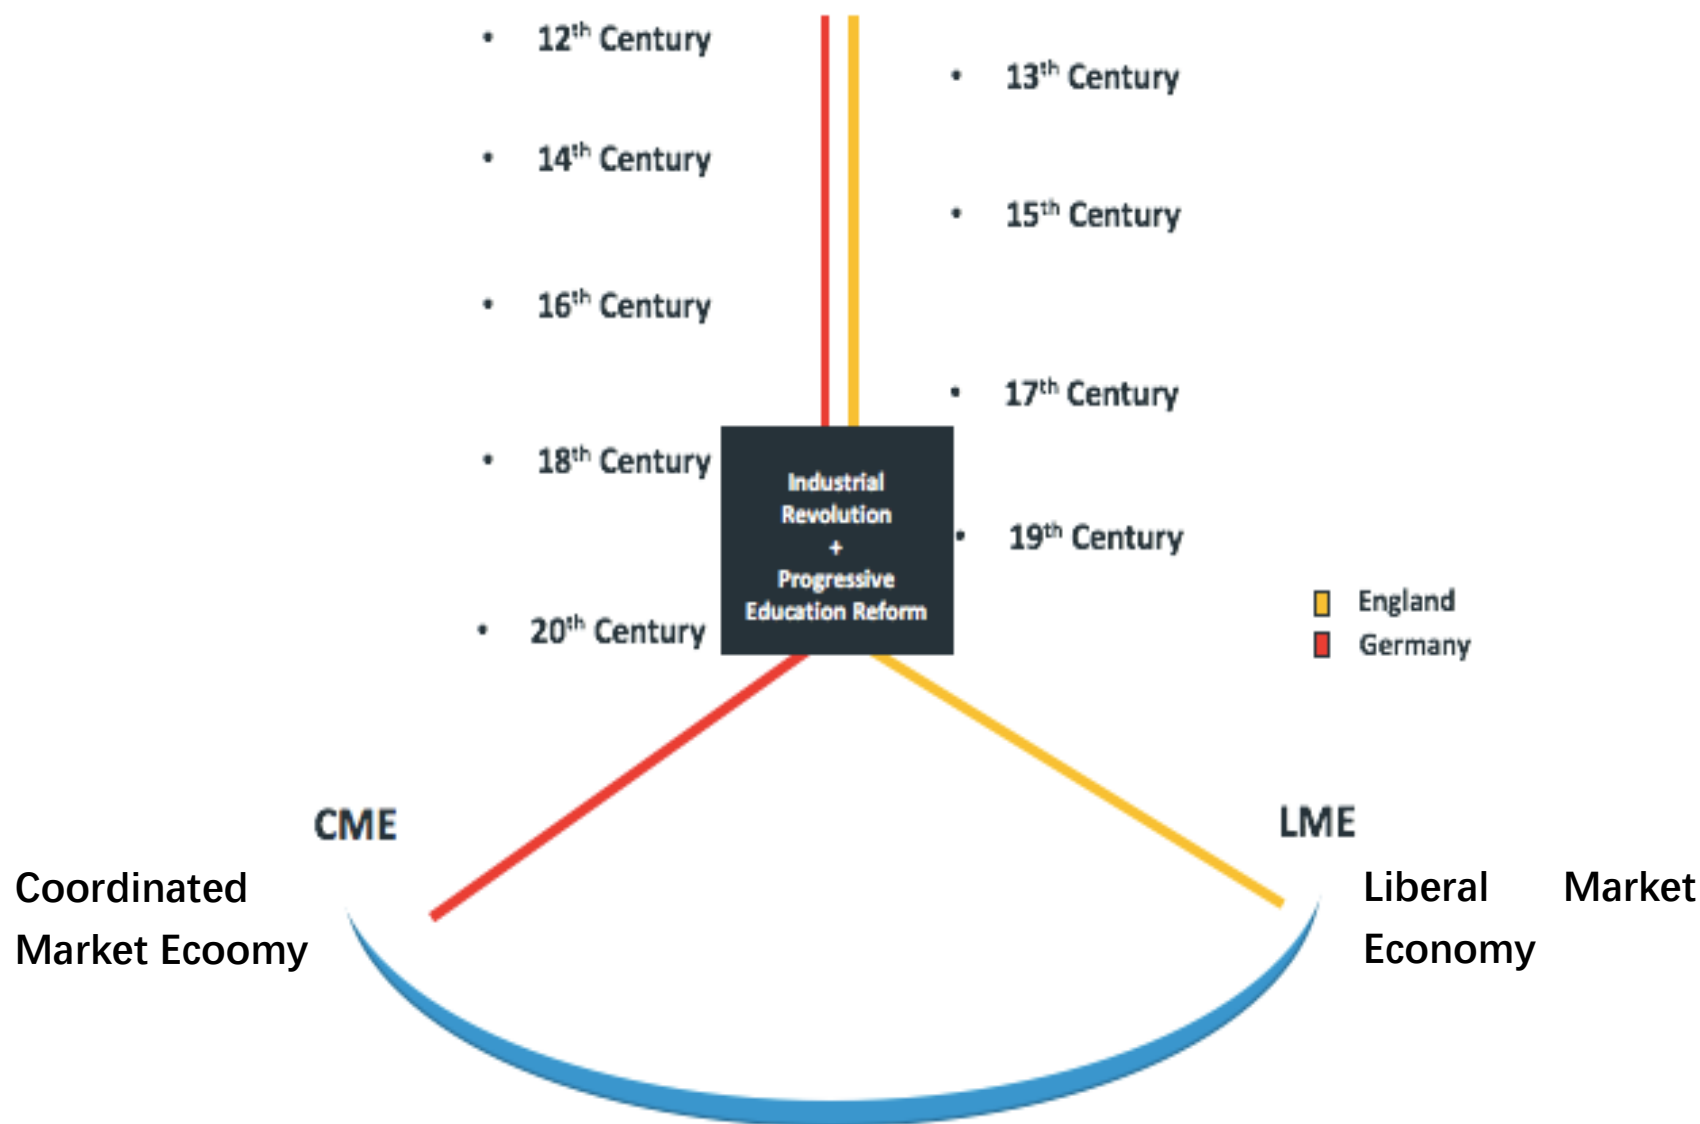 • 12th Century
• 13th Century
• 14th Century
• 15th Century
• 16th Century
• 17th Century
• 18th Century
Industrial
Revolution
+
Progressive
Education Reform
• 19th Century
• 20th Century
England
Germany
CME
Coordinated
Market Ecoomy
LME
Liberal Market
Economy